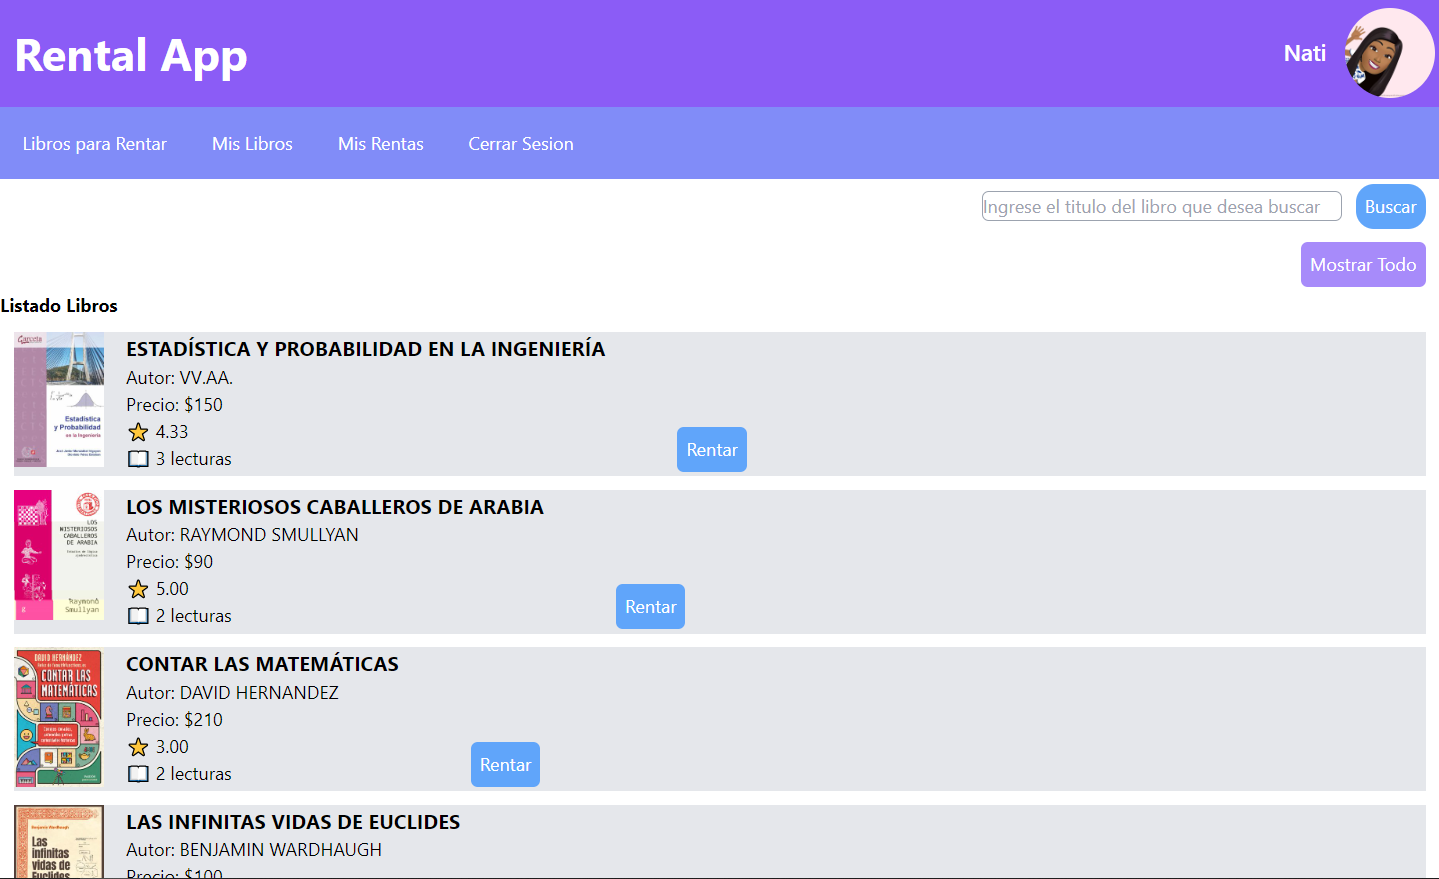 Rental App
Nati
Libros para Rentar
Mis Libros
Mis Rentas
Cerrar Sesion
Ingrese el titulo del libro que desea buscar
Buscar
Mostrar Todo
Listado Libros
Garceta
Estadística
y Probabilidad
en la Ingeniería
ESTADÍSTICA Y PROBABILIDAD EN LA INGENIERÍA
Autor: VV.AA.
Precio: $150
4.33
3 lecturas
Rentar
LOS
MISTERIOSOS
CABALLEROS
DE ARABIA
Raymond
Smullyan
LOS MISTERIOSOS CABALLEROS DE ARABIA
Autor: RAYMOND SMULLYAN
Precio: $90
5.00
2 lecturas
Rentar
DAVID HERNÁNDEZ
CONTAR LAS
MATEMÁTICAS
CONTAR LAS MATEMÁTICAS
Autor: DAVID HERNANDEZ
Precio: $210
3.00
2 lecturas
Rentar
Benjamin Wardhaugh
Las
infinitas
vidas de
Euclides
LAS INFINITAS VIDAS DE EUCLIDES
Autor: BENJAMIN WARDHAUGH
Precio: $100